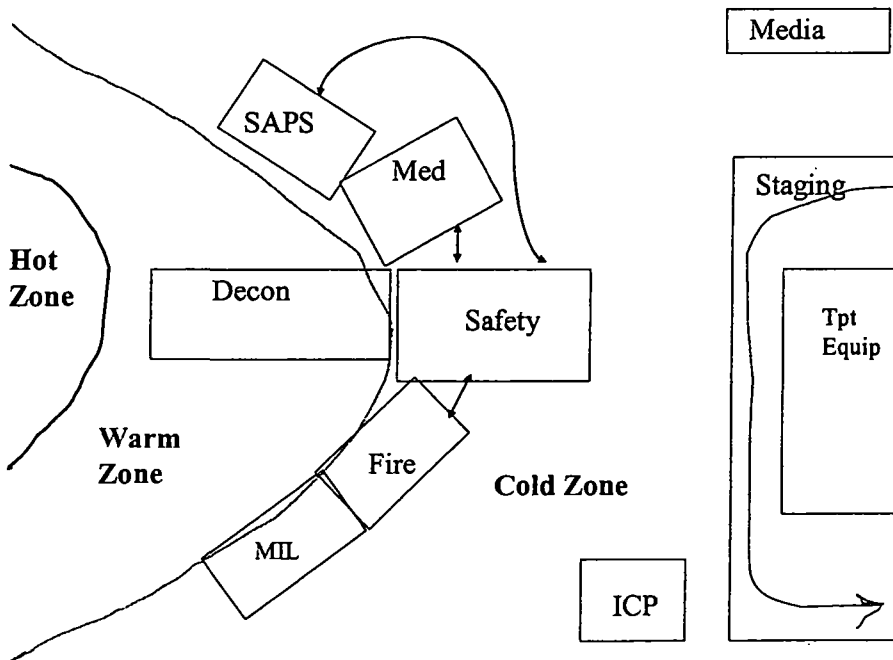 Media
SAPS
Med
Staging
Hot
Zone
Decon
Safety
Tpt
Equip
Warm
Zone
Fire
Cold Zone
MIL
ICP